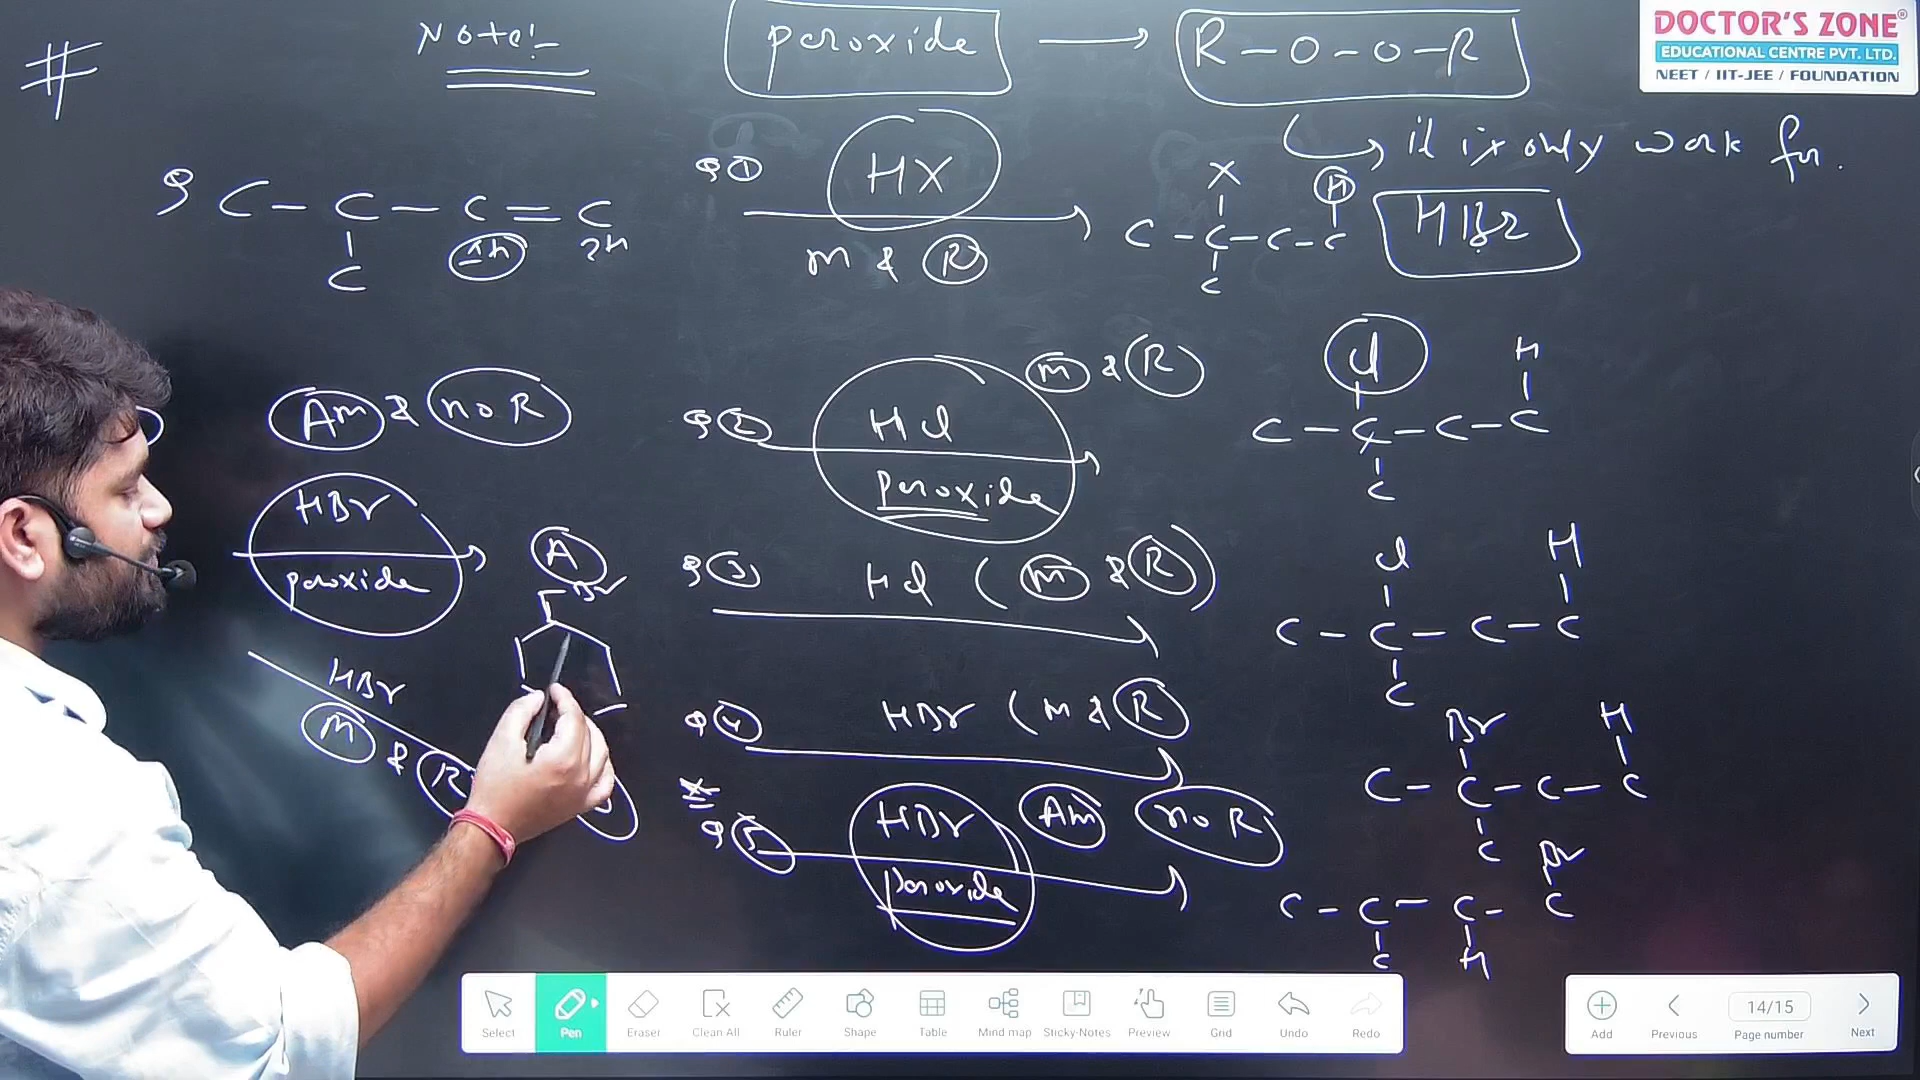 #
Note:-
peroxide → R-O-O-R
DOCTOR'S ZONE®
EDUCATIONAL CENTRE PVT. LTD.
NEET / IIT-JEE / FOUNDATION
it is only work for.
HBr
C - C - C = C
C
1H
2H
Q①
HX
M & R
X
H
C - C - C - C
C
Am & no R
HBr
peroxide
A
Br
HBr
M & R
Q②
HCl
peroxide
M & R
Cl
H
C - C - C - C
C
Q③
HCl (M & R)
Cl
H
C - C - C - C
C
Q④
HBr (M & R)
Br
H
C - C - C - C
C
Q⑤
HBr
peroxide
Am
no R
Br
C - C - C - C
C
H
Select
Pen
Eraser
Clean All
Ruler
Shape
Table
Mind map
Sticky-Notes
Preview
Grid
Undo
Redo
Add
Previous
14/15
Page number
Next